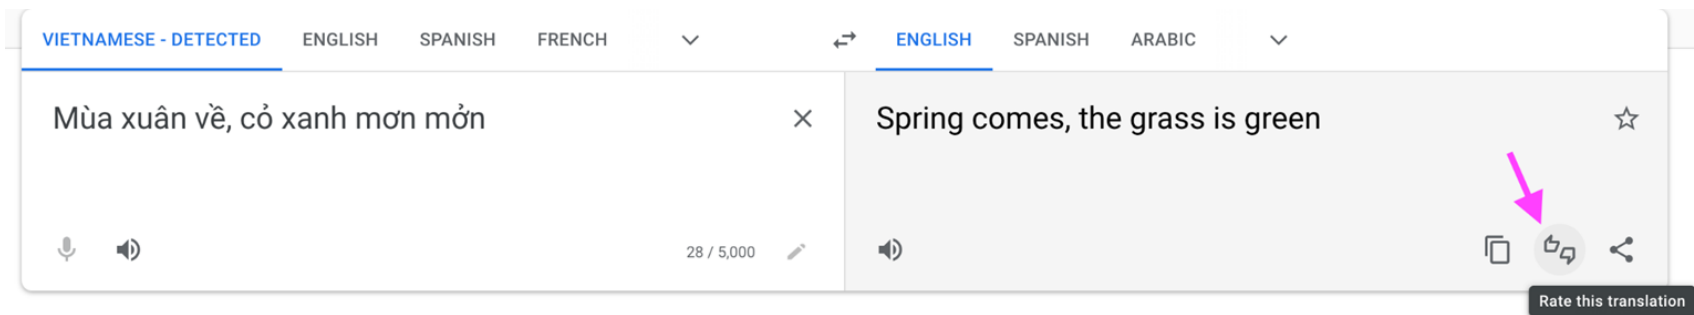 VIETNAMESE - DETECTED ENGLISH SPANISH FRENCH ENGLISH SPANISH ARABIC
Mùa xuân về, cỏ xanh mơn mởn
Spring comes, the grass is green
28 / 5,000
Rate this translation